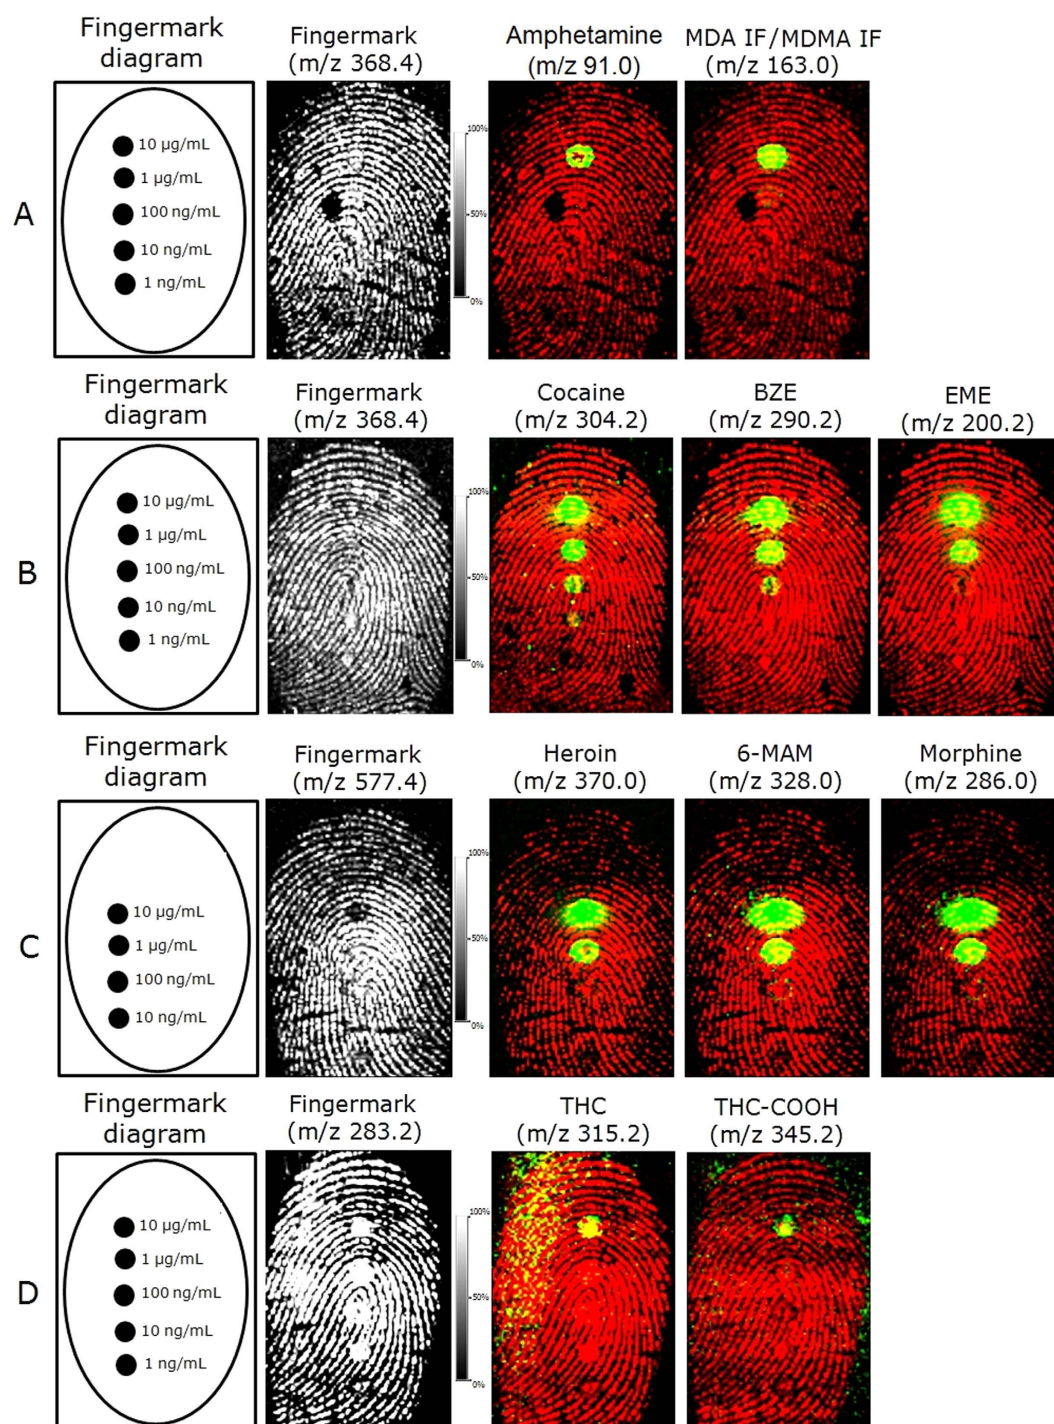 Fingermark
diagram
Fingermark
(m/z 368.4)
Amphetamine
(m/z 91.0)
MDA IF/MDMA IF
(m/z 163.0)
A
10 µg/mL
1 µg/mL
100 ng/mL
10 ng/mL
1 ng/mL
100%
50%
0%
Fingermark
diagram
Fingermark
(m/z 368.4)
Cocaine
(m/z 304.2)
BZE
(m/z 290.2)
EME
(m/z 200.2)
B
10 µg/mL
1 µg/mL
100 ng/mL
10 ng/mL
1 ng/mL
100%
50%
0%
Fingermark
diagram
Fingermark
(m/z 577.4)
Heroin
(m/z 370.0)
6-MAM
(m/z 328.0)
Morphine
(m/z 286.0)
C
10 µg/mL
1 µg/mL
100 ng/mL
10 ng/mL
100%
50%
0%
Fingermark
diagram
Fingermark
(m/z 283.2)
THC
(m/z 315.2)
THC-COOH
(m/z 345.2)
D
10 µg/mL
1 µg/mL
100 ng/mL
10 ng/mL
1 ng/mL
100%
50%
0%